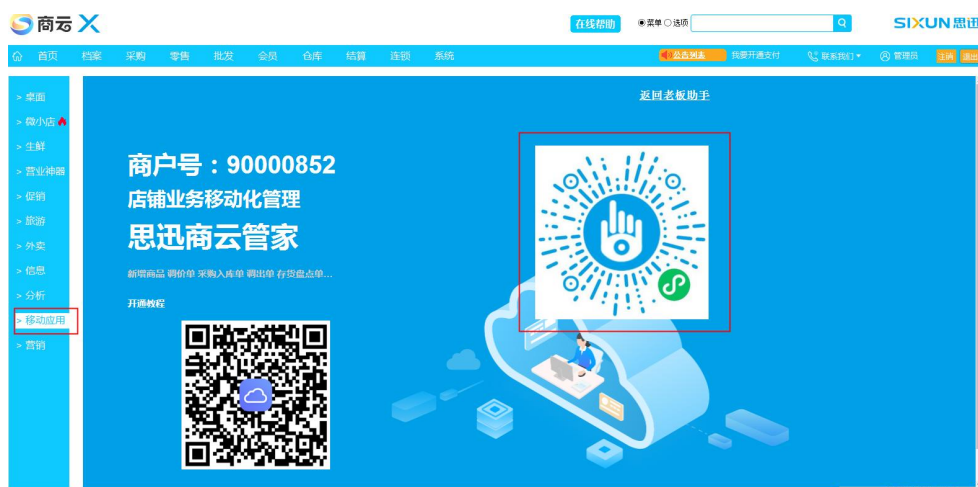 商云X
在线帮助
菜单 选项
SIXUN思迅
首页 档案 采购 零售 批发 会员 仓库 结算 连锁 系统
公告列表 我要开通支付 联系我们 管理员 注销 退出
> 桌面
> 微小店
> 生鲜
> 营业神器
> 促销
> 旅游
> 外卖
> 信息
> 分析
> 移动应用
> 营销
返回老板助手
商户号：90000852
店铺业务移动化管理
思迅商云管家
新增商品 调价单 采购入库单 调出单 存货盘点单...
开通教程